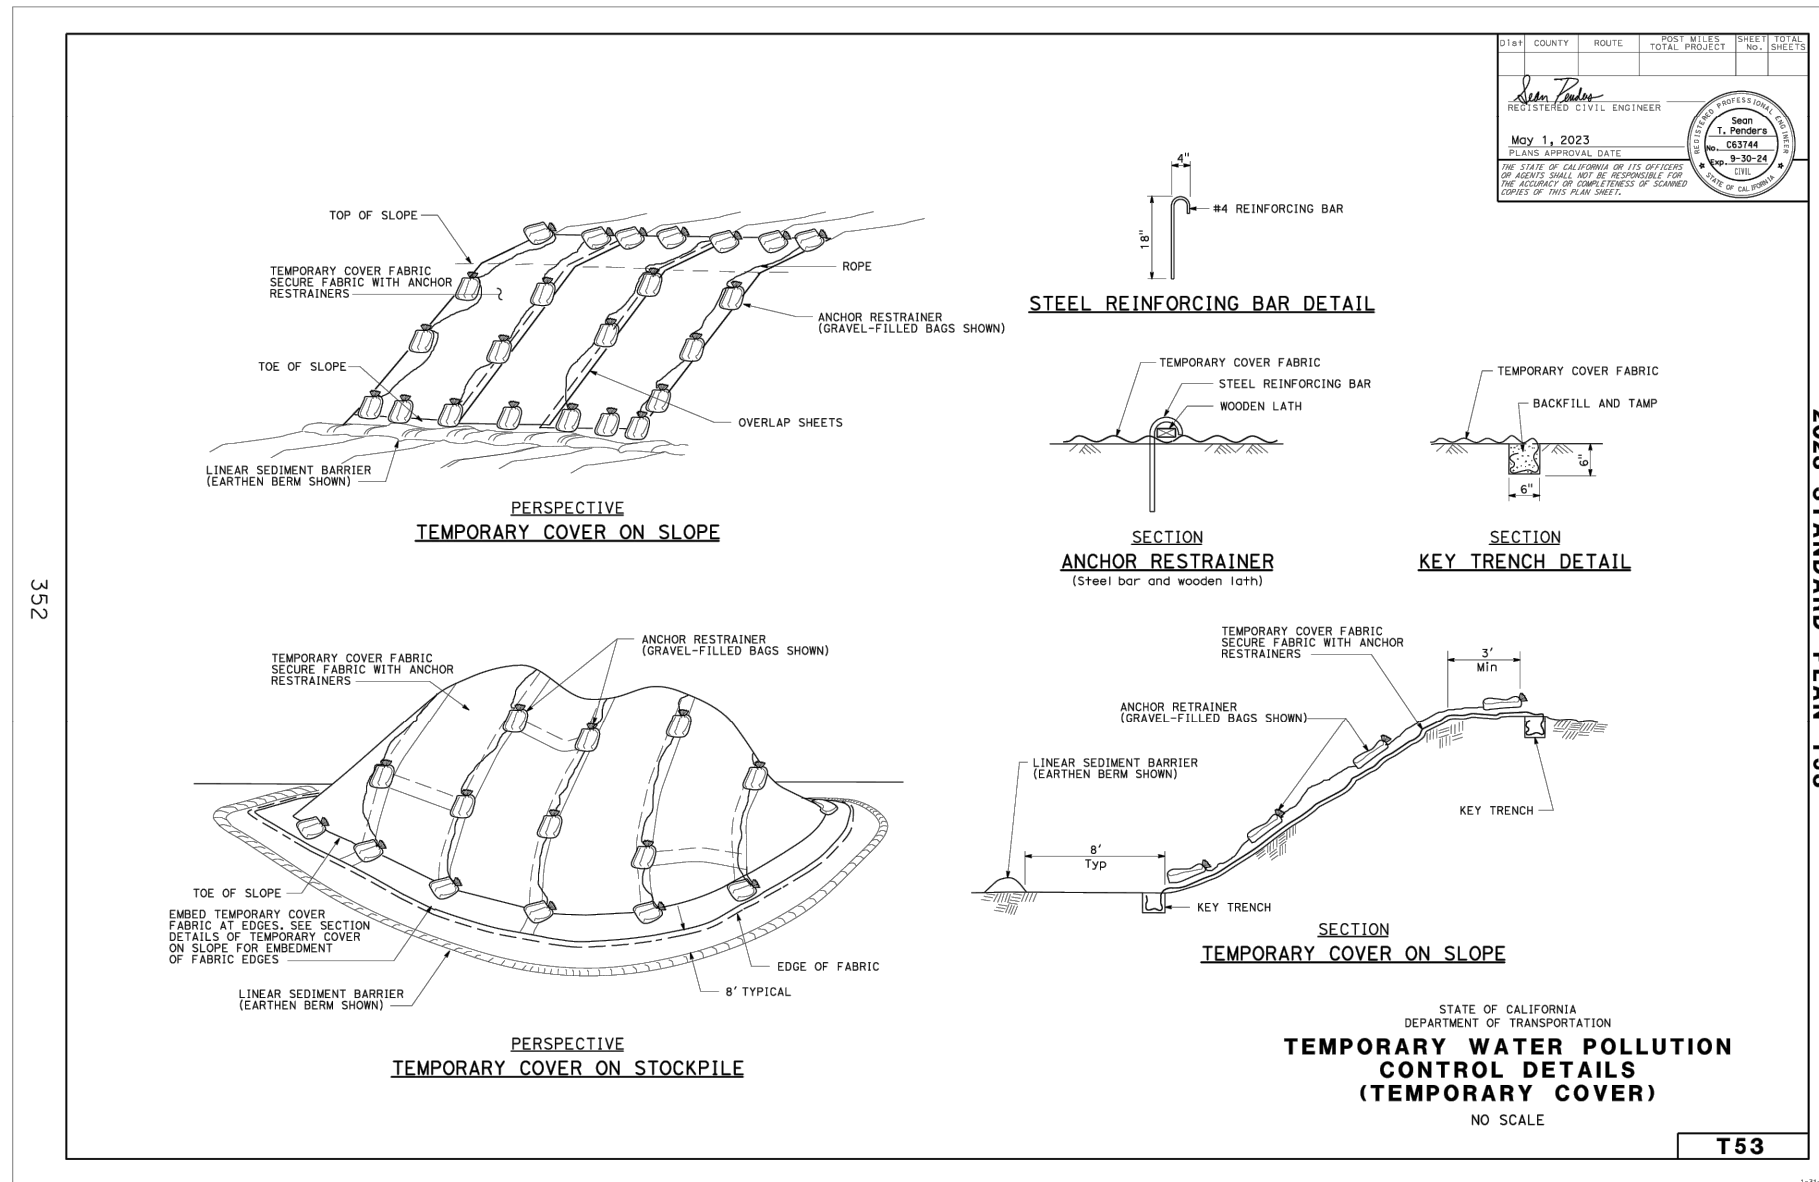 Dist COUNTY ROUTE POST MILES TOTAL PROJECT SHEET No. TOTAL SHEETS
Sean Penders
REGISTERED CIVIL ENGINEER
May 1, 2023
PLANS APPROVAL DATE
THE STATE OF CALIFORNIA OR ITS OFFICERS
OR AGENTS SHALL NOT BE RESPONSIBLE FOR
THE ACCURACY OR COMPLETENESS OF SCANNED
COPIES OF THIS PLAN SHEET.
REGISTERED PROFESSIONAL ENGINEER
Sean
T. Penders
No. C63744
Exp. 9-30-24
CIVIL
STATE OF CALIFORNIA
TOP OF SLOPE
TEMPORARY COVER FABRIC
SECURE FABRIC WITH ANCHOR
RESTRAINERS
ROPE
ANCHOR RESTRAINER
(GRAVEL-FILLED BAGS SHOWN)
TOE OF SLOPE
OVERLAP SHEETS
LINEAR SEDIMENT BARRIER
(EARTHEN BERM SHOWN)
PERSPECTIVE
TEMPORARY COVER ON SLOPE
4"
18"
#4 REINFORCING BAR
STEEL REINFORCING BAR DETAIL
TEMPORARY COVER FABRIC
STEEL REINFORCING BAR
WOODEN LATH
SECTION
ANCHOR RESTRAINER
(Steel bar and wooden lath)
TEMPORARY COVER FABRIC
BACKFILL AND TAMP
6"
6"
SECTION
KEY TRENCH DETAIL
352
ANCHOR RESTRAINER
(GRAVEL-FILLED BAGS SHOWN)
TEMPORARY COVER FABRIC
SECURE FABRIC WITH ANCHOR
RESTRAINERS
TOE OF SLOPE
EMBED TEMPORARY COVER
FABRIC AT EDGES. SEE SECTION
DETAILS OF TEMPORARY COVER
ON SLOPE FOR EMBEDMENT
OF FABRIC EDGES
LINEAR SEDIMENT BARRIER
(EARTHEN BERM SHOWN)
EDGE OF FABRIC
8' TYPICAL
PERSPECTIVE
TEMPORARY COVER ON STOCKPILE
TEMPORARY COVER FABRIC
SECURE FABRIC WITH ANCHOR
RESTRAINERS
3'
Min
ANCHOR RETRAINER
(GRAVEL-FILLED BAGS SHOWN)
LINEAR SEDIMENT BARRIER
(EARTHEN BERM SHOWN)
KEY TRENCH
8'
Typ
KEY TRENCH
SECTION
TEMPORARY COVER ON SLOPE
STATE OF CALIFORNIA
DEPARTMENT OF TRANSPORTATION
TEMPORARY WATER POLLUTION
CONTROL DETAILS
(TEMPORARY COVER)
NO SCALE
T53